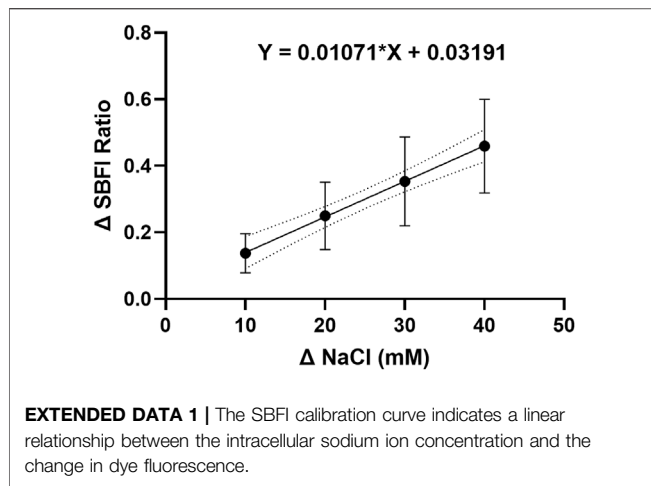 Y = 0.01071*X + 0.03191
0.8
0.6
0.4
0.2
0.0
Δ SBFI Ratio
0 10 20 30 40 50
Δ NaCl (mM)
EXTENDED DATA 1 | The SBFI calibration curve indicates a linear
relationship between the intracellular sodium ion concentration and the
change in dye fluorescence.